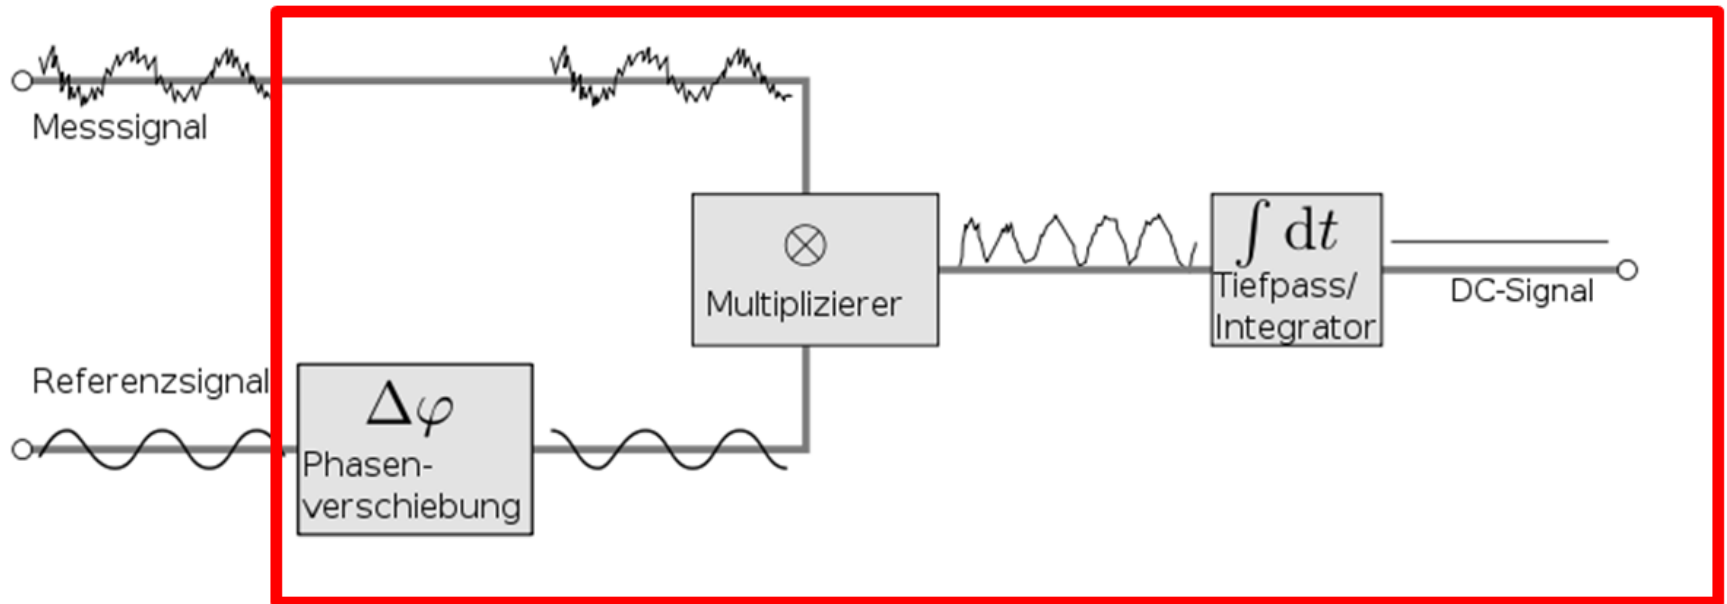 Messsignal
Referenzsignal
Δφ
Phasen-
verschiebung
⊗
Multiplizierer
∫ dt
Tiefpass/
Integrator
DC-Signal